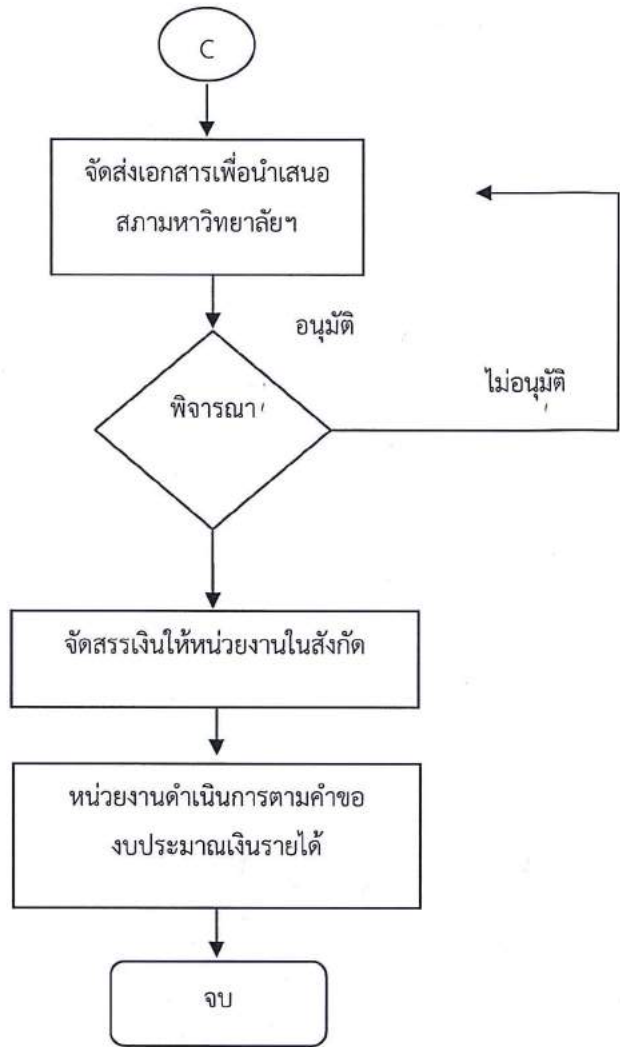 C
จัดส่งเอกสารเพื่อนำเสนอ
สภามหาวิทยาลัยฯ
อนุมัติ
ไม่อนุมัติ
พิจารณา
จัดสรรเงินให้หน่วยงานในสังกัด
หน่วยงานดำเนินการตามคำขอ
งบประมาณเงินรายได้
จบ